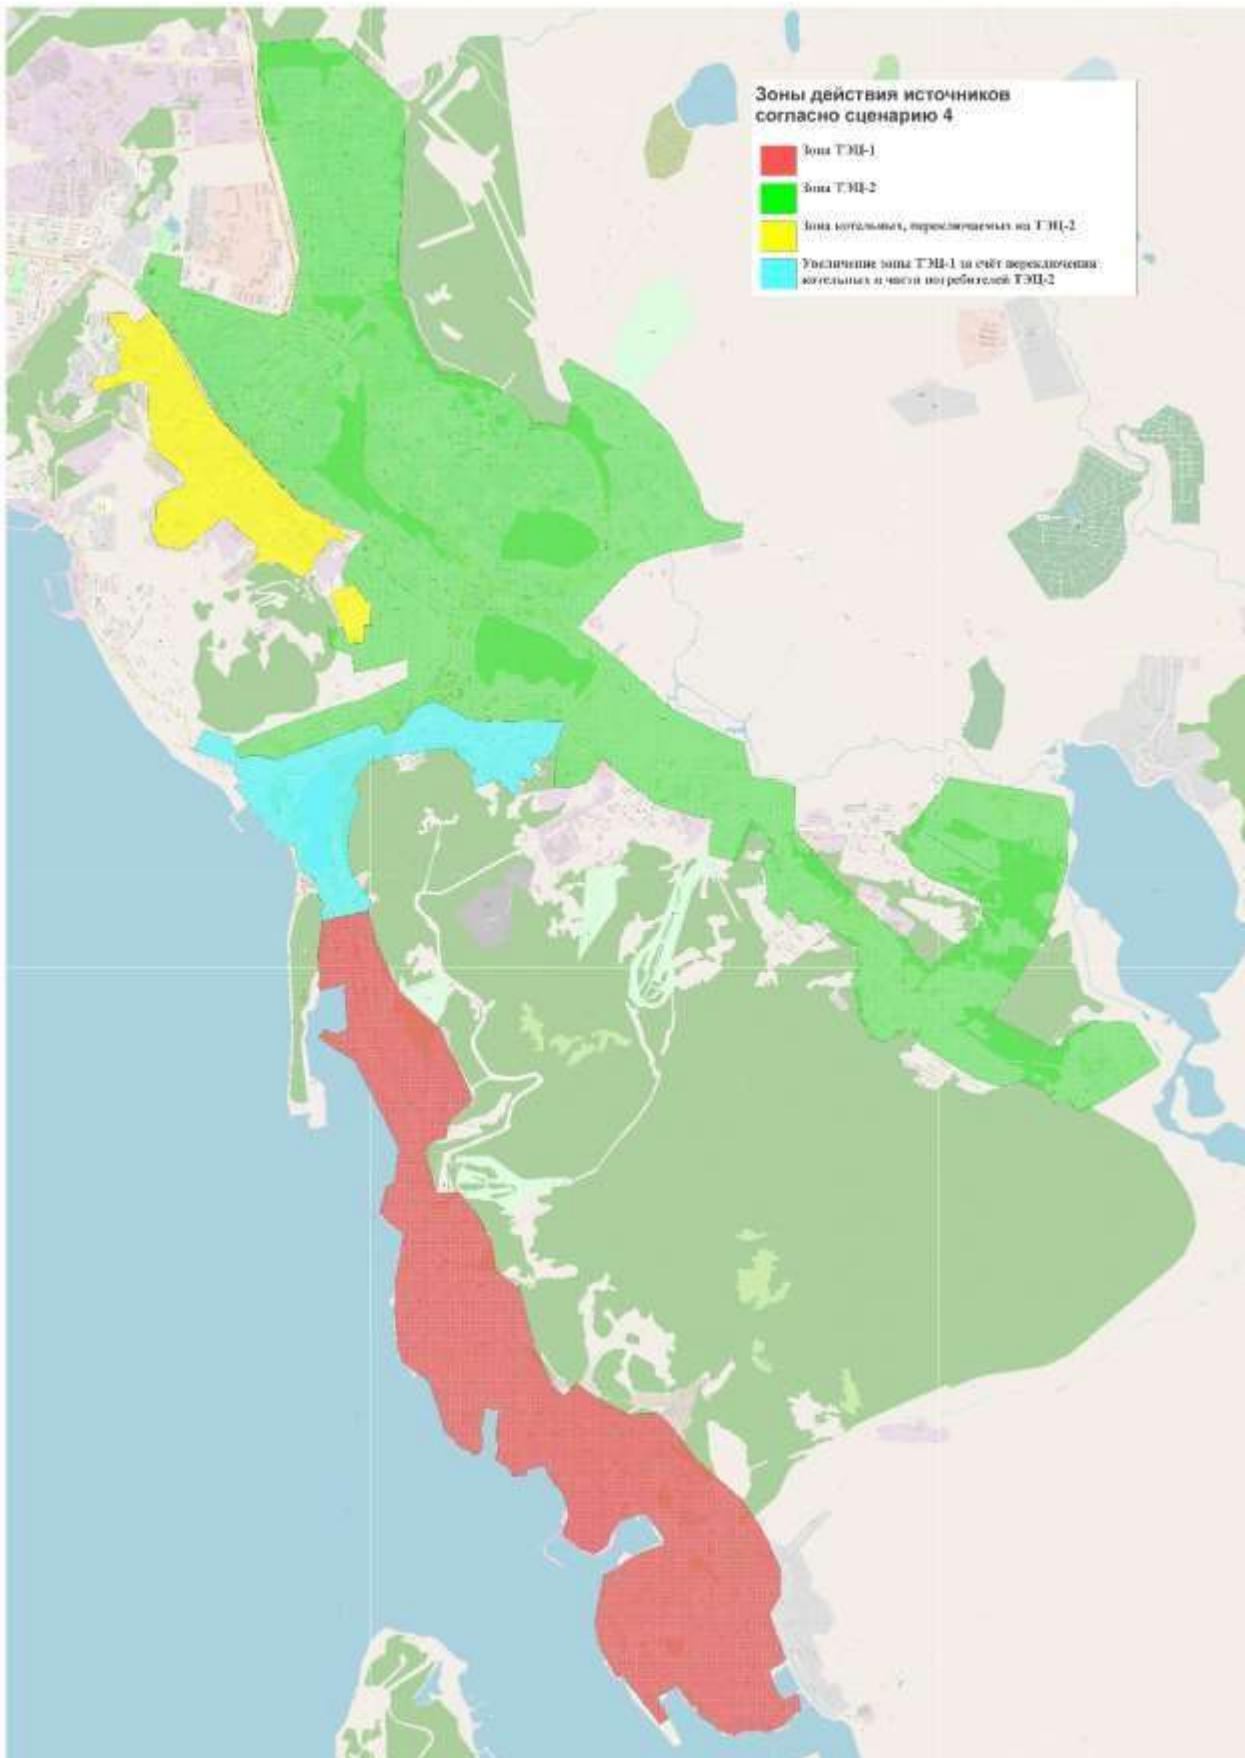 Зоны действия источников
согласно сценарию 4
Зона ТЭЦ-1
Зона ТЭЦ-2
Зона котельных, переключаемых на ТЭЦ-2
Увеличение зоны ТЭЦ-1 за счёт переключения
котельных и части потребителей ТЭЦ-2